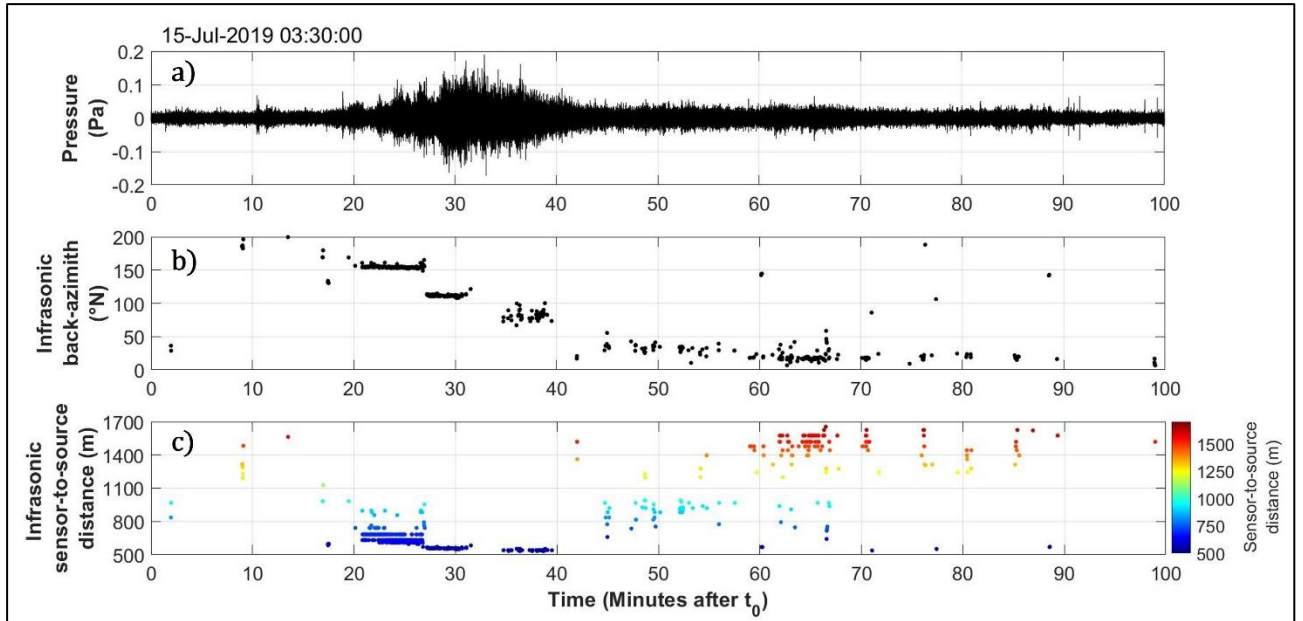 15-Jul-2019 03:30:00
a)
Pressure
(Pa)
0.2
0.1
0
-0.1
-0.2
0 10 20 30 40 50 60 70 80 90 100
b)
Infrasonic
back-azimith
(°N)
200
150
100
50
0
0 10 20 30 40 50 60 70 80 90 100
c)
Infrasonic
sensor-to-source
distance (m)
1700
1400
1100
800
500
0 10 20 30 40 50 60 70 80 90 100
Time (Minutes after t0)
1500
1250
1000
750
500
Sensor-to-source
distance (m)